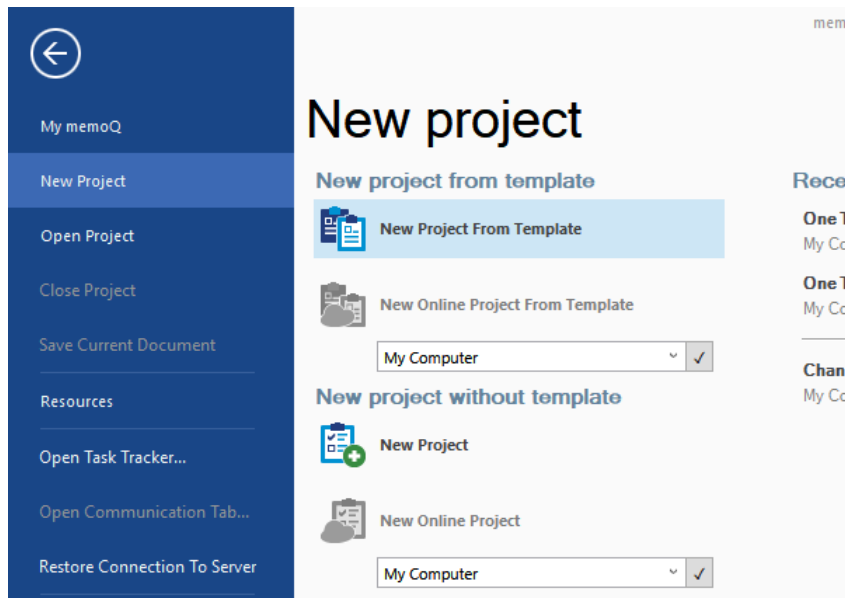 mem
My memoQ
New Project
Open Project
Close Project
Save Current Document
Resources
Open Task Tracker...
Open Communication Tab...
Restore Connection To Server
New project
New project from template
New Project From Template
New Online Project From Template
My Computer
New project without template
New Project
New Online Project
My Computer
Rece
One T
My Co
One T
My Co
Chan
My Co